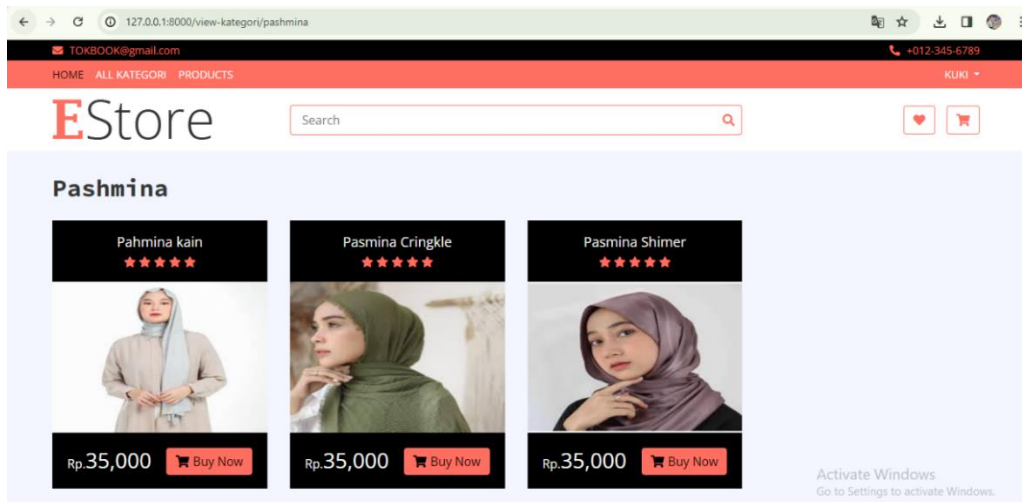 127.0.0.1:8000/view-kategori/pashmina
TOKBOOK@gmail.com +012-345-6789
HOME ALL KATEGORI PRODUCTS KUKI
EStore Search
Pashmina
Pahmina kain Pasmina Cringkle Pasmina Shimer
Rp.35,000 Buy Now Rp.35,000 Buy Now Rp.35,000 Buy Now
Activate Windows
Go to Settings to activate Windows.